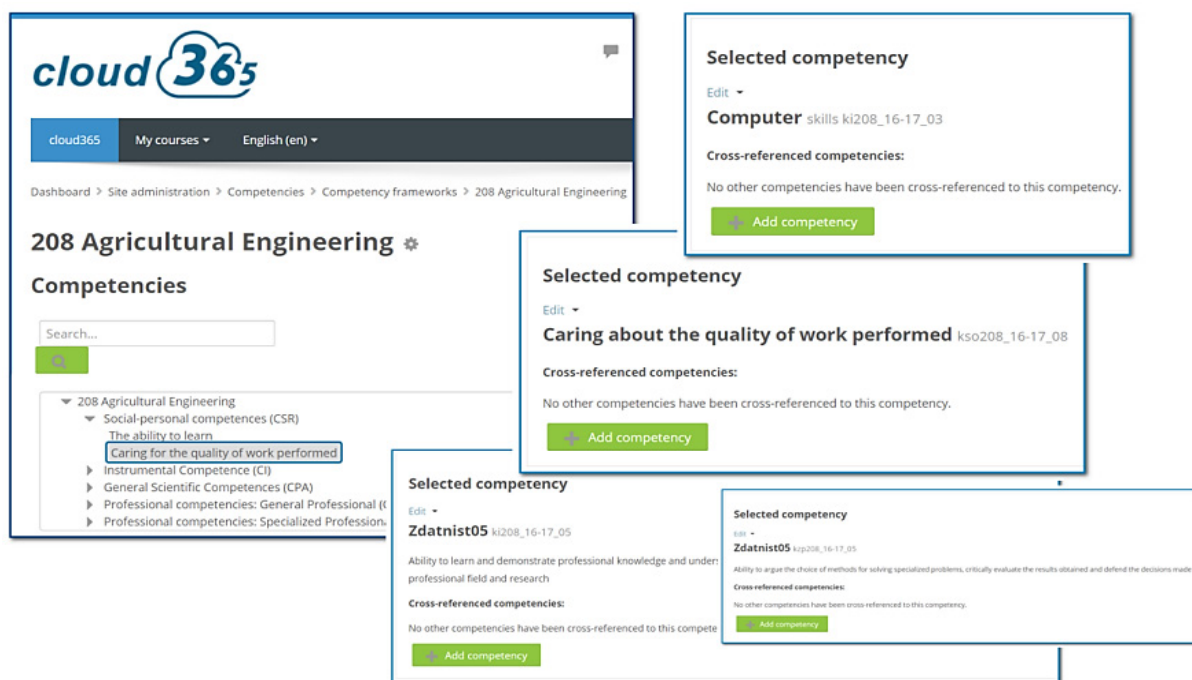 cloud 365
cloud365 My courses English (en)
Dashboard > Site administration > Competencies > Competency frameworks > 208 Agricultural Engineering
208 Agricultural Engineering
Competencies
Search...
208 Agricultural Engineering
Social-personal competences (CSR)
The ability to learn
Caring for the quality of work performed
Instrumental Competence (CI)
General Scientific Competences (CPA)
Professional competencies: General Professional (
Professional competencies: Specialized Profession
Selected competency
Edit
Computer skills ki208_16-17_03
Cross-referenced competencies:
No other competencies have been cross-referenced to this competency.
Add competency
Selected competency
Edit
Caring about the quality of work performed kso208_16-17_08
Cross-referenced competencies:
No other competencies have been cross-referenced to this competency.
Add competency
Selected competency
Edit
Zdatnist05 ki208_16-17_05
Ability to learn and demonstrate professional knowledge and under
professional field and research
Cross-referenced competencies:
No other competencies have been cross-referenced to this compete
Add competency
Selected competency
Edit
Zdatnist05 kzp208_16-17_05
Ability to argue the choice of methods for solving specialized problems, critically evaluate the results obtained and defend the decisions made
Cross-referenced competencies:
No other competencies have been cross-referenced to this competency.
Add competency